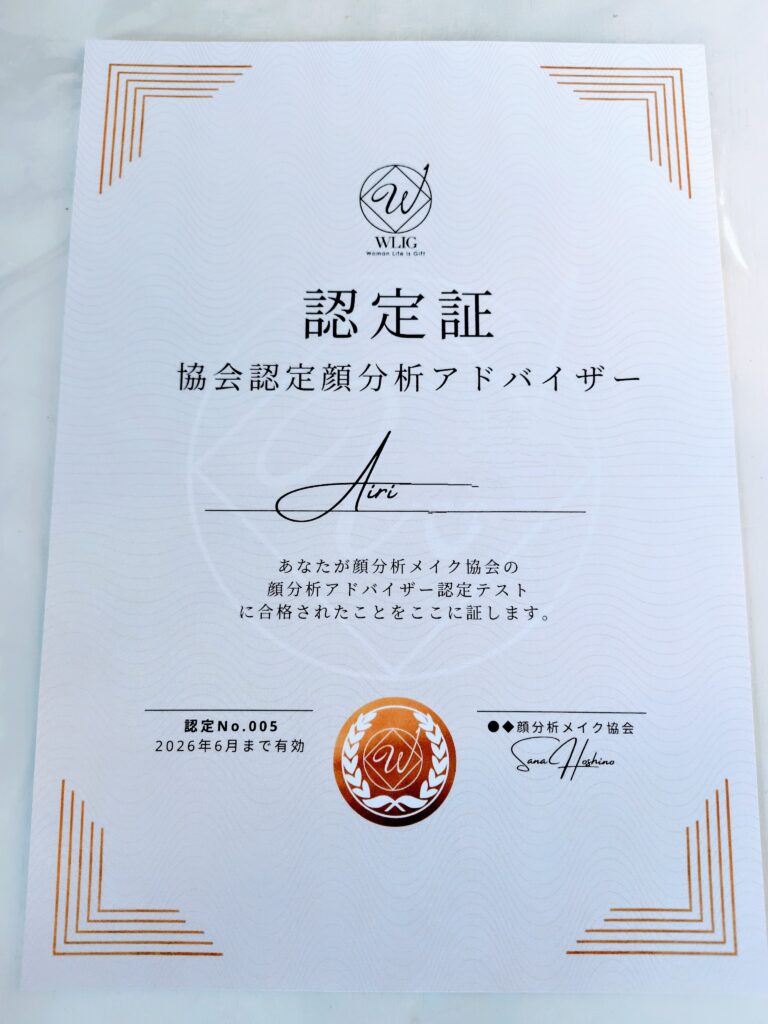 W
WLIG
Woman Life is Gift
認定証
協会認定顔分析アドバイザー
Airi
あなたが顔分析メイク協会の
顔分析アドバイザー認定テスト
に合格されたことをここに証します。
認定No.005
2026年6月まで有効
W
●◆顔分析メイク協会
Sana Hoshino